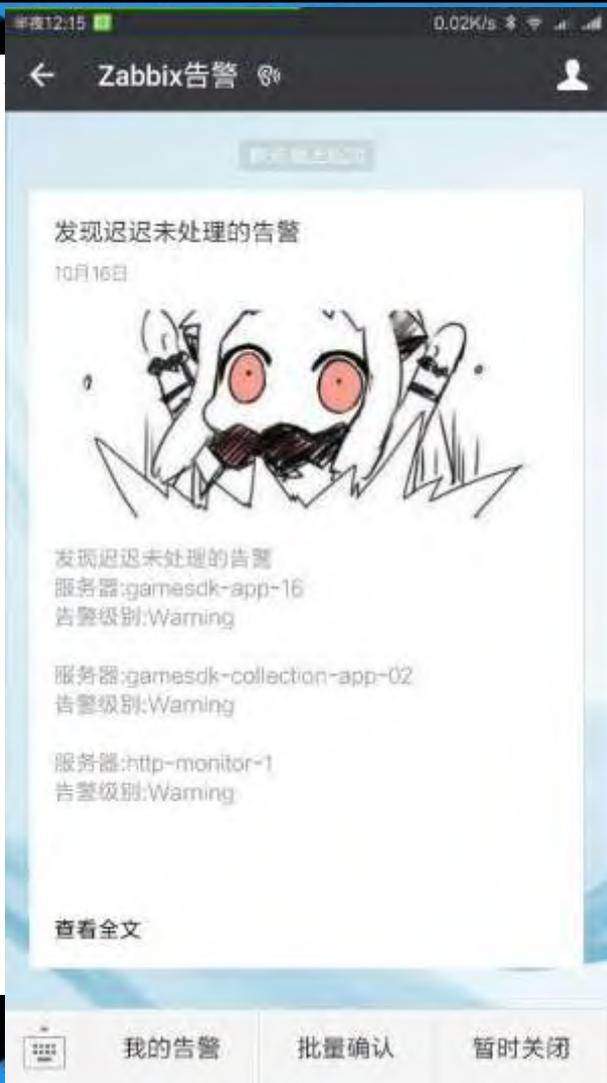 半夜12:15
0.02K/s
Zabbix告警
发现迟迟未处理的告警
10月16日
发现迟迟未处理的告警
服务器:gamesdk-app-16
告警级别:Warning
服务器:gamesdk-collection-app-02
告警级别:Warning
服务器:http-monitor-1
告警级别:Warning
查看全文
我的告警
批量确认
暂时关闭